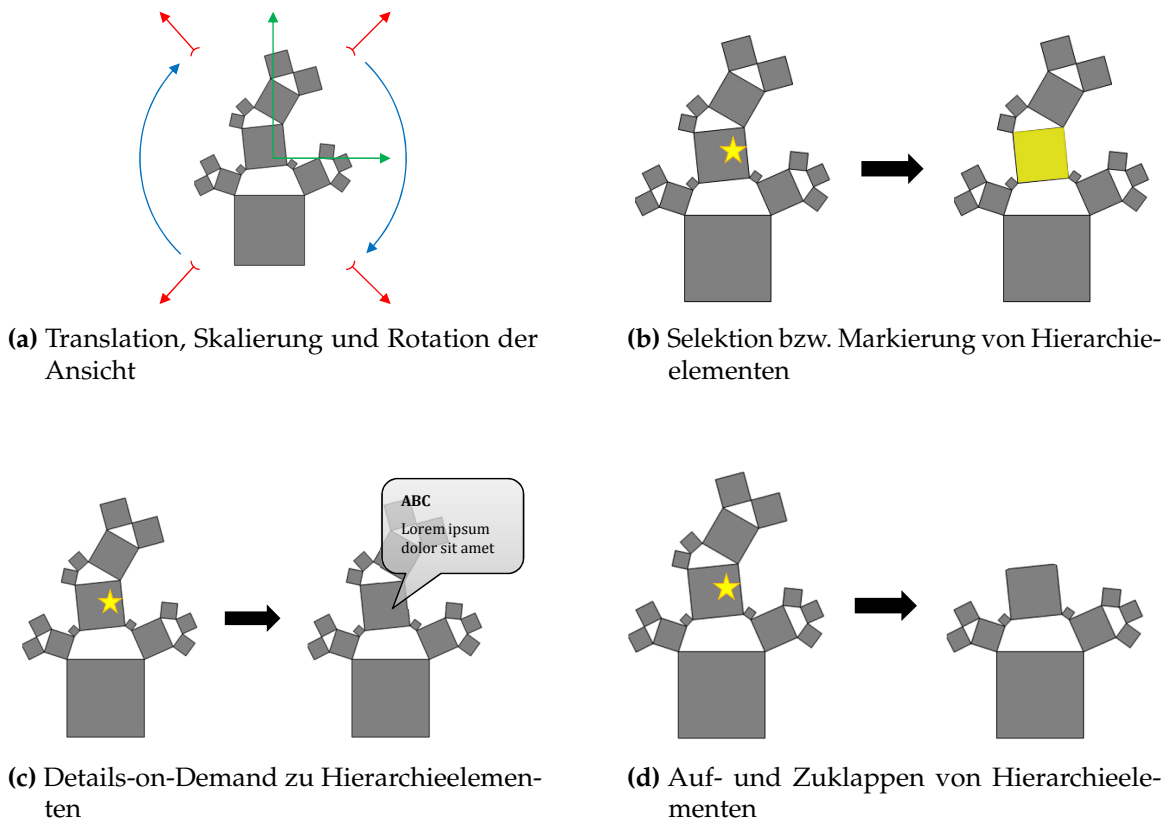 (a) Translation, Skalierung und Rotation der
Ansicht
(b) Selektion bzw. Markierung von Hierarchie-
elementen
ABC
Lorem ipsum
dolor sit amet
(c) Details-on-Demand zu Hierarchieelemen-
ten
(d) Auf- und Zuklappen von Hierarchieele-
menten